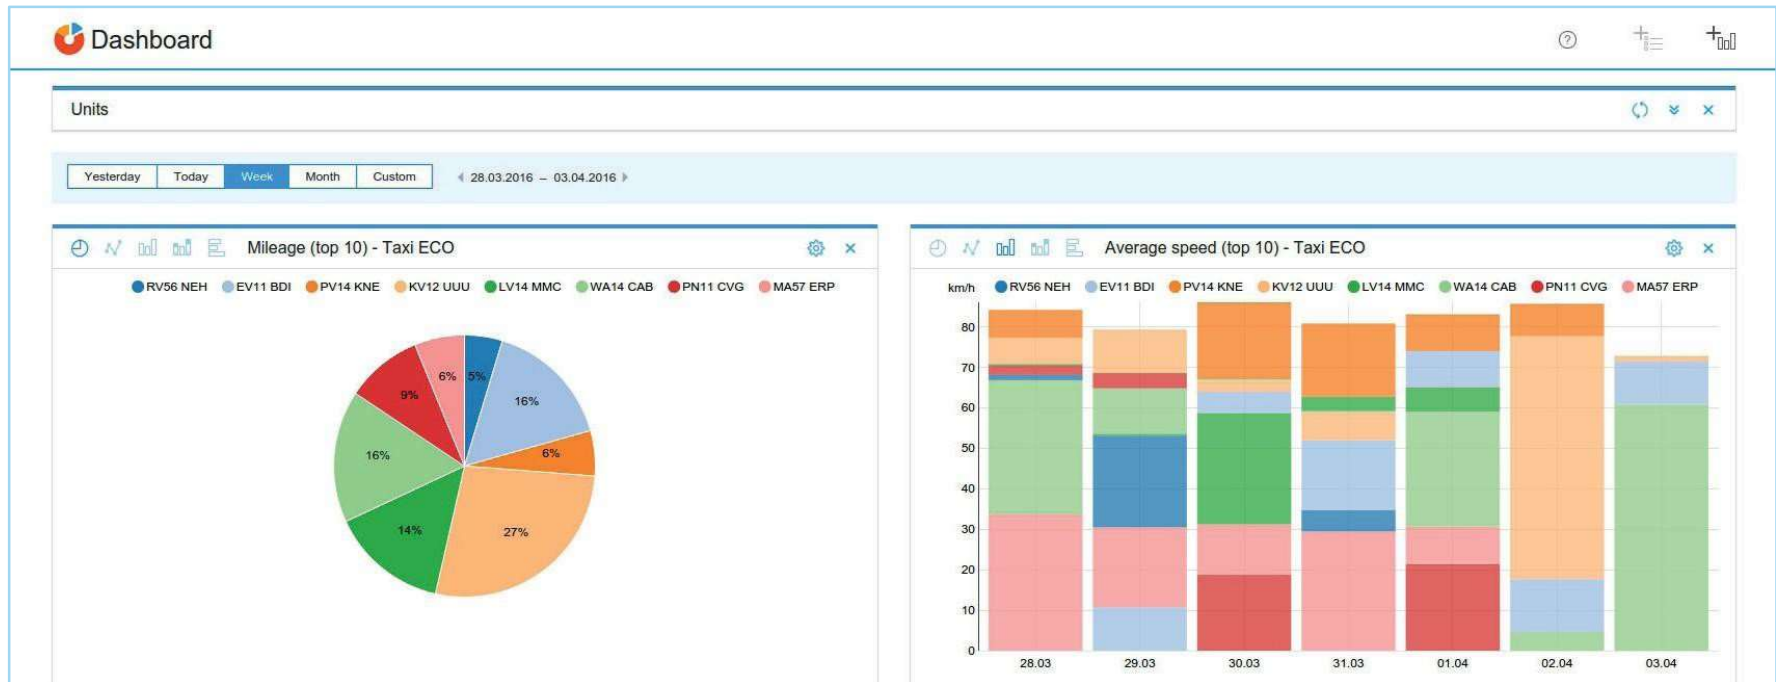 Dashboard
?
Units
Yesterday Today Week Month Custom 28.03.2016 – 03.04.2016
Mileage (top 10) - Taxi ECO
RV56 NEH EV11 BDI PV14 KNE KV12 UUU LV14 MMC WA14 CAB PN11 CVG MA57 ERP
6% 5%
9% 16%
16% 6%
14% 27%
Average speed (top 10) - Taxi ECO
km/h RV56 NEH EV11 BDI PV14 KNE KV12 UUU LV14 MMC WA14 CAB PN11 CVG MA57 ERP
80
70
60
50
40
30
20
10
0
28.03 29.03 30.03 31.03 01.04 02.04 03.04